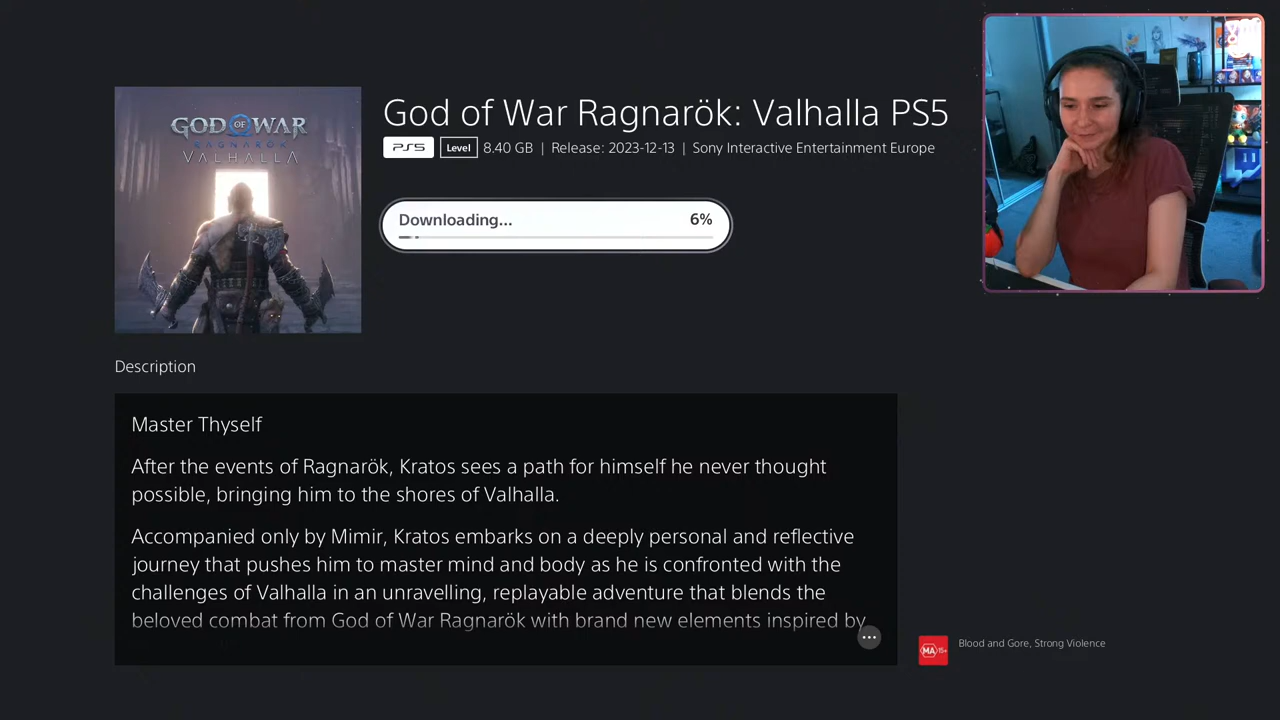 GOD OF WAR
RAGNARÖK
VALHALLA
God of War Ragnarök: Valhalla PS5
PS5 Level 8.40 GB | Release: 2023-12-13 | Sony Interactive Entertainment Europe
Downloading... 6%
Description
Master Thyself
After the events of Ragnarök, Kratos sees a path for himself he never thought
possible, bringing him to the shores of Valhalla.
Accompanied only by Mimir, Kratos embarks on a deeply personal and reflective
journey that pushes him to master mind and body as he is confronted with the
challenges of Valhalla in an unravelling, replayable adventure that blends the
beloved combat from God of War Ragnarök with brand new elements inspired by
MA 15+ Blood and Gore, Strong Violence